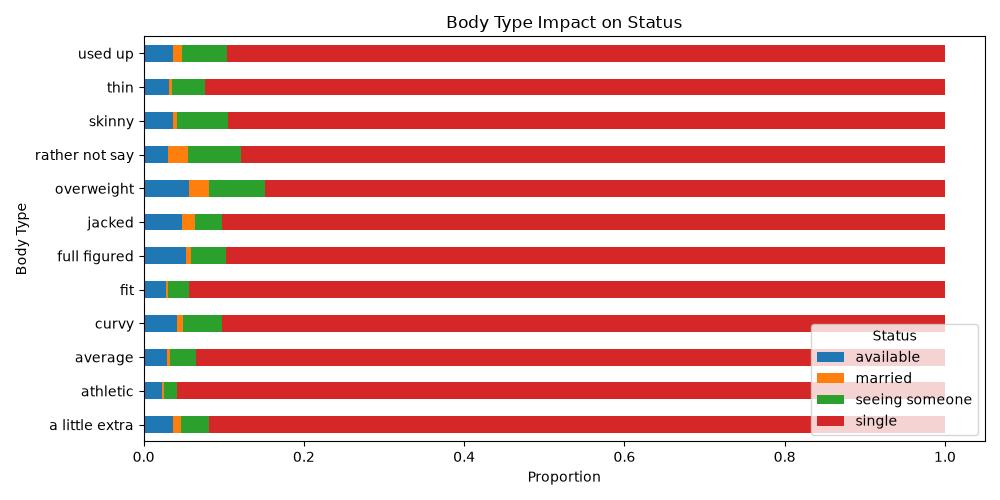 Body Type Impact on Status
Body Type
used up
thin
skinny
rather not say
overweight
jacked
full figured
fit
curvy
average
athletic
a little extra
Status
available
married
seeing someone
single
0.0 0.2 0.4 0.6 0.8 1.0
Proportion